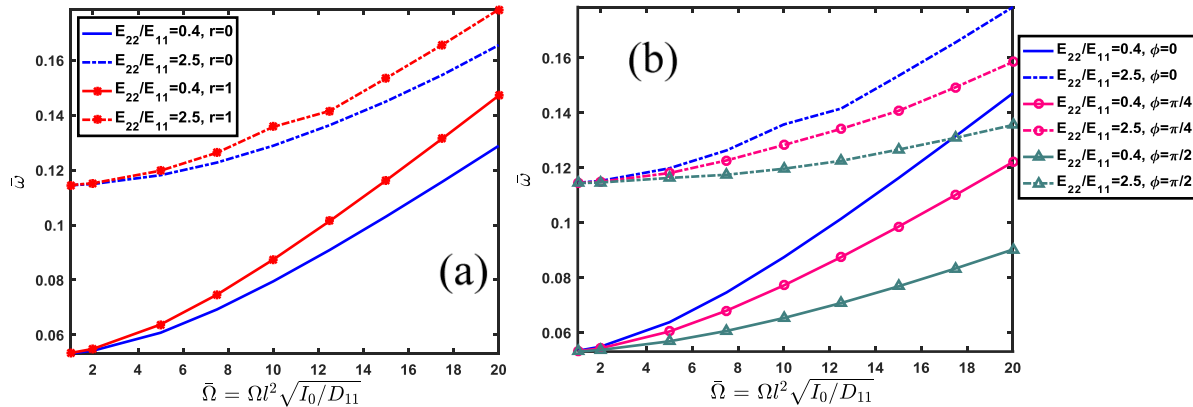 (a)
E22/E11=0.4, r=0
E22/E11=2.5, r=0
E22/E11=0.4, r=1
E22/E11=2.5, r=1
0.16
0.14
0.12
0.1
0.08
0.06
ω̄
2 4 6 8 10 12 14 16 18 20
Ω̄ = Ωl²√(I₀/D₁₁)
(b)
E22/E11=0.4, ϕ=0
E22/E11=2.5, ϕ=0
E22/E11=0.4, ϕ=π/4
E22/E11=2.5, ϕ=π/4
E22/E11=0.4, ϕ=π/2
E22/E11=2.5, ϕ=π/2
0.16
0.14
0.12
0.1
0.08
0.06
ω̄
2 4 6 8 10 12 14 16 18 20
Ω̄ = Ωl²√(I₀/D₁₁)